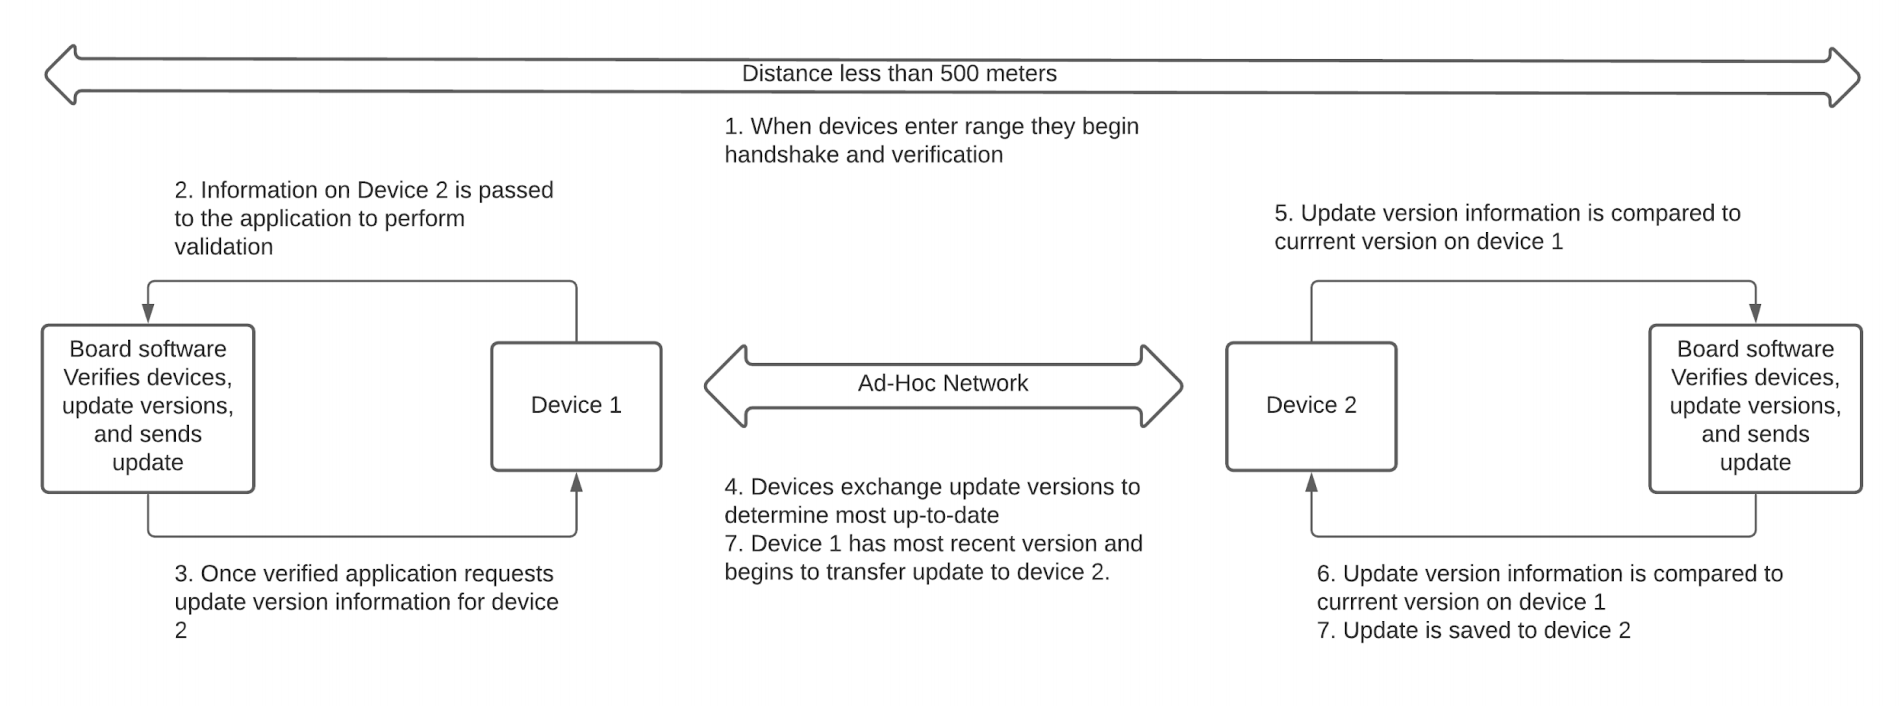 Distance less than 500 meters
1. When devices enter range they begin
handshake and verification
2. Information on Device 2 is passed
to the application to perform
validation
5. Update version information is compared to
currrent version on device 1
Board software
Verifies devices,
update versions,
and sends
update
Device 1
Ad-Hoc Network
Device 2
Board software
Verifies devices,
update versions,
and sends
update
4. Devices exchange update versions to
determine most up-to-date
7. Device 1 has most recent version and
begins to transfer update to device 2.
3. Once verified application requests
update version information for device
2
6. Update version information is compared to
currrent version on device 1
7. Update is saved to device 2